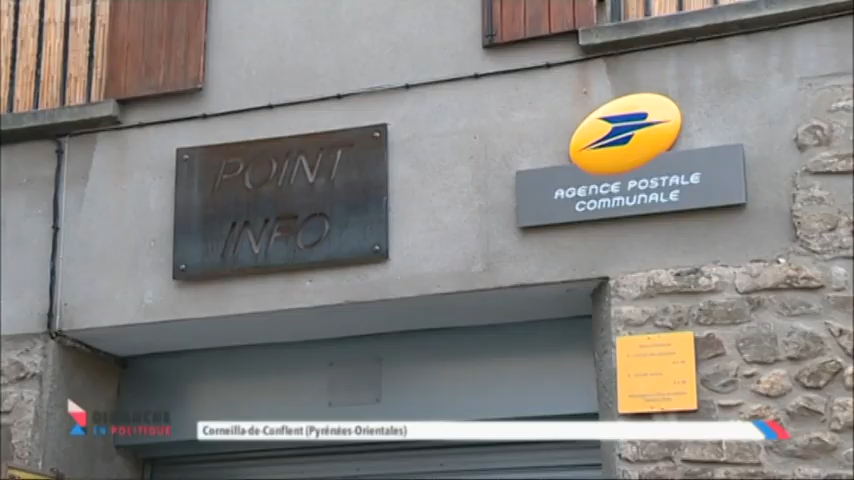 POINT
INFO
AGENCE POSTALE
COMMUNALE
DIMANCHE
EN POLITIQUE
Corneilla-de-Conflent (Pyrénées-Orientales)